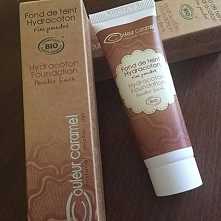 Fond de teint
Hydracoton
fini poudré
BIO
Hydracoton
Foundation
Powder finish
Couleur caramel
Fond de teint
Hydracoton
fini poudré
Hydracoton
Foundation
Powder finish
BIO
Couleur caramel